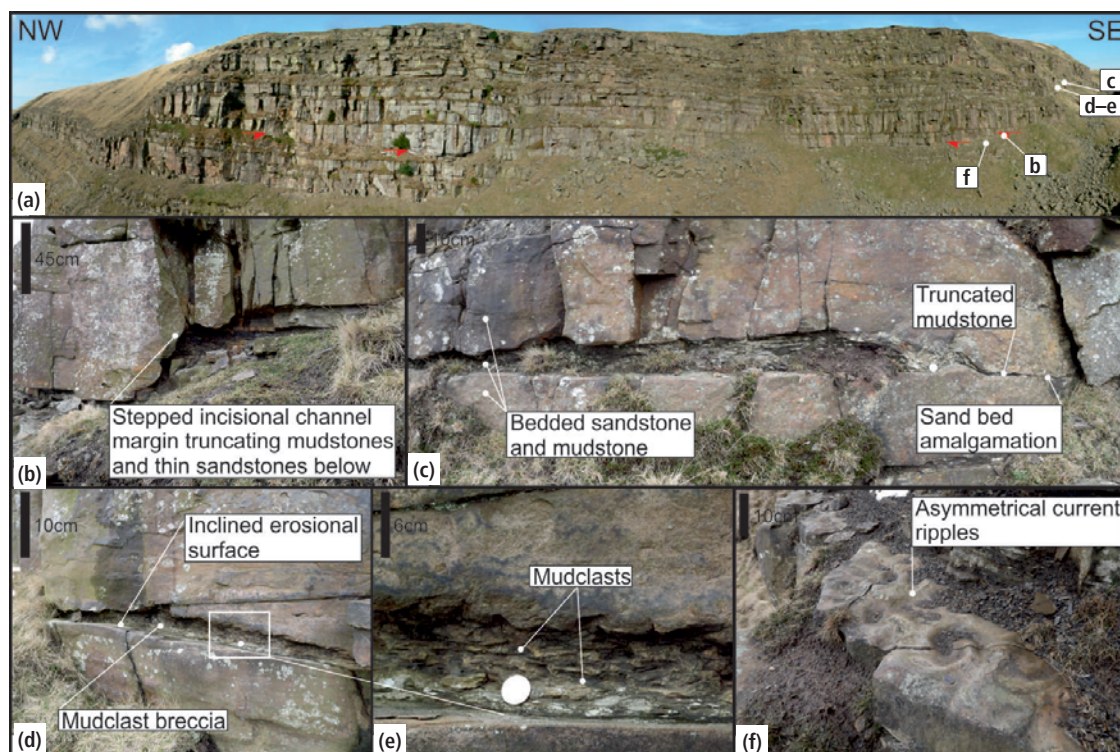 NW
SE
c
d–e
b
f
(a)
45cm
Stepped incisional channel
margin truncating mudstones
and thin sandstones below
(b)
10cm
Truncated
mudstone
Bedded sandstone
and mudstone
Sand bed
amalgamation
(c)
10cm
Inclined erosional
surface
Mudclast breccia
(d)
6cm
Mudclasts
(e)
10cm
Asymmetrical current
ripples
(f)